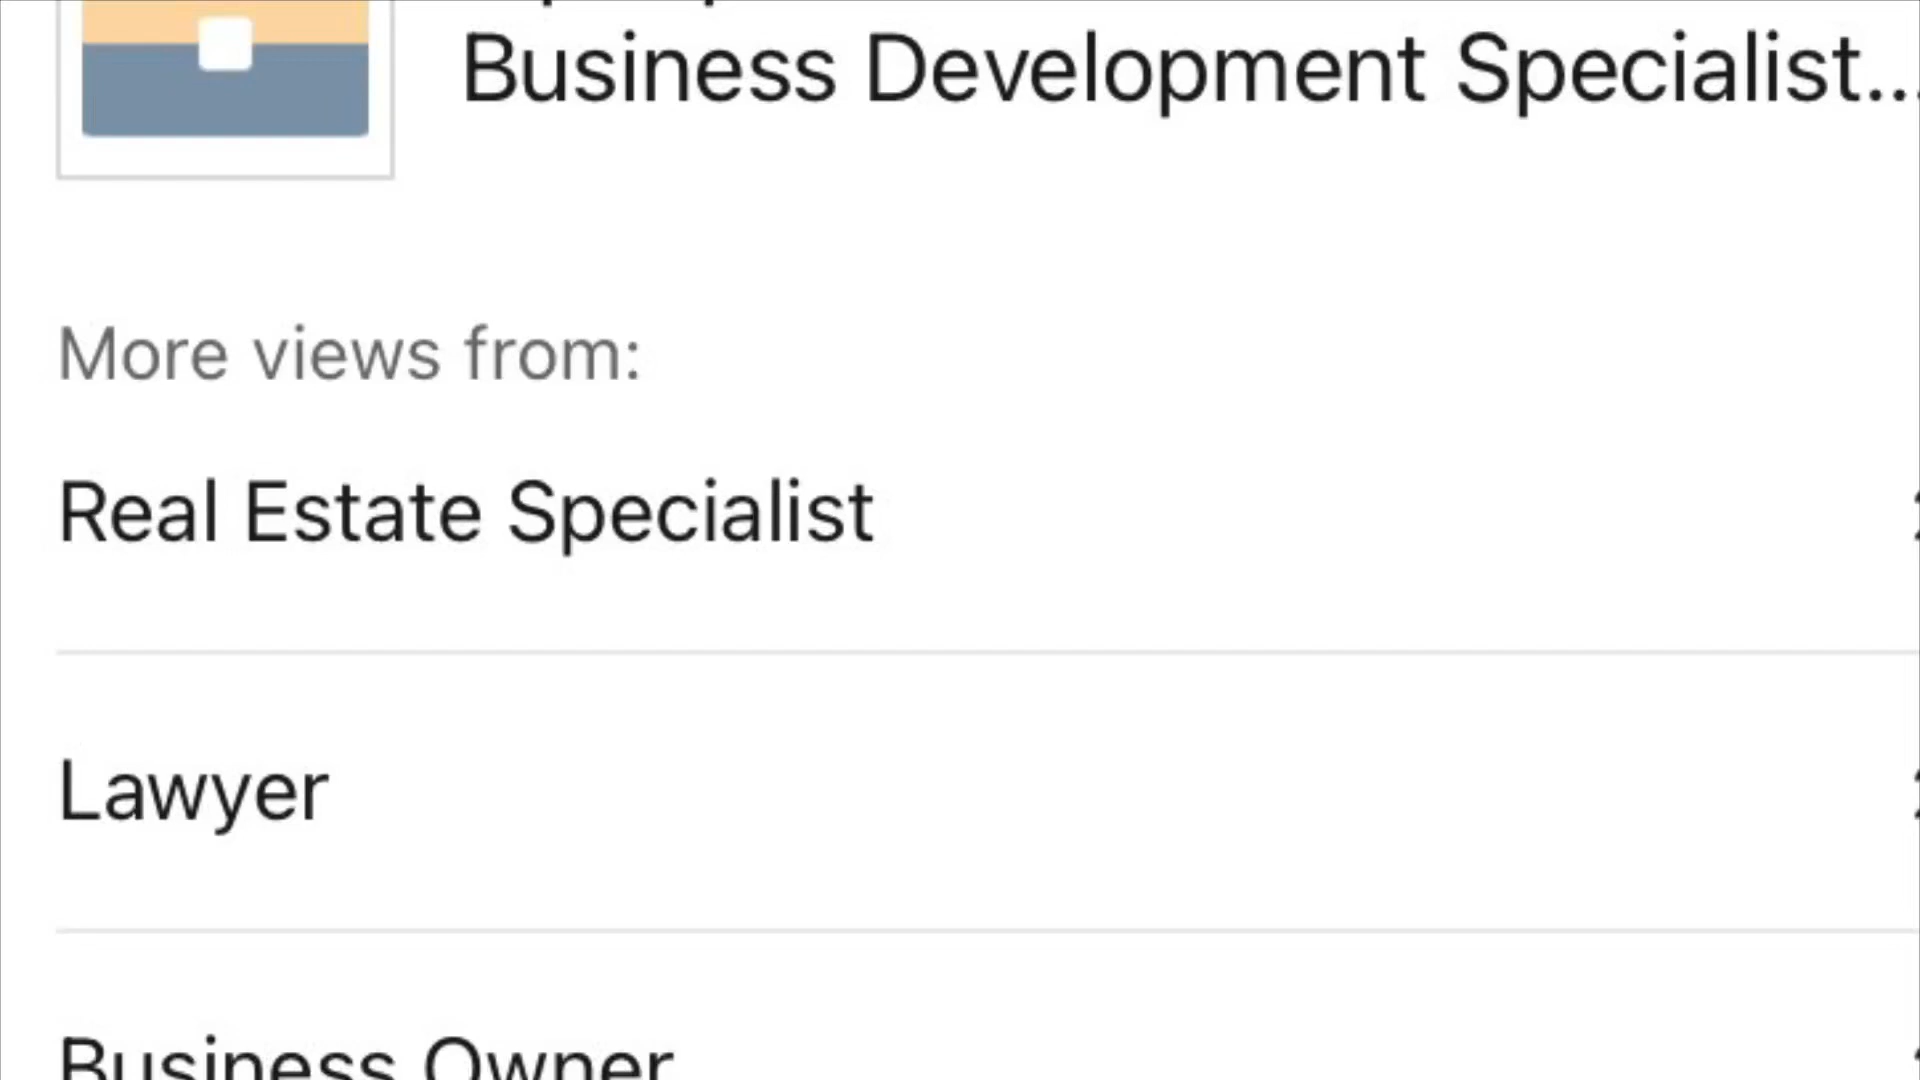 Business Development Specialist...
More views from:
Real Estate Specialist
Lawyer
Business Owner